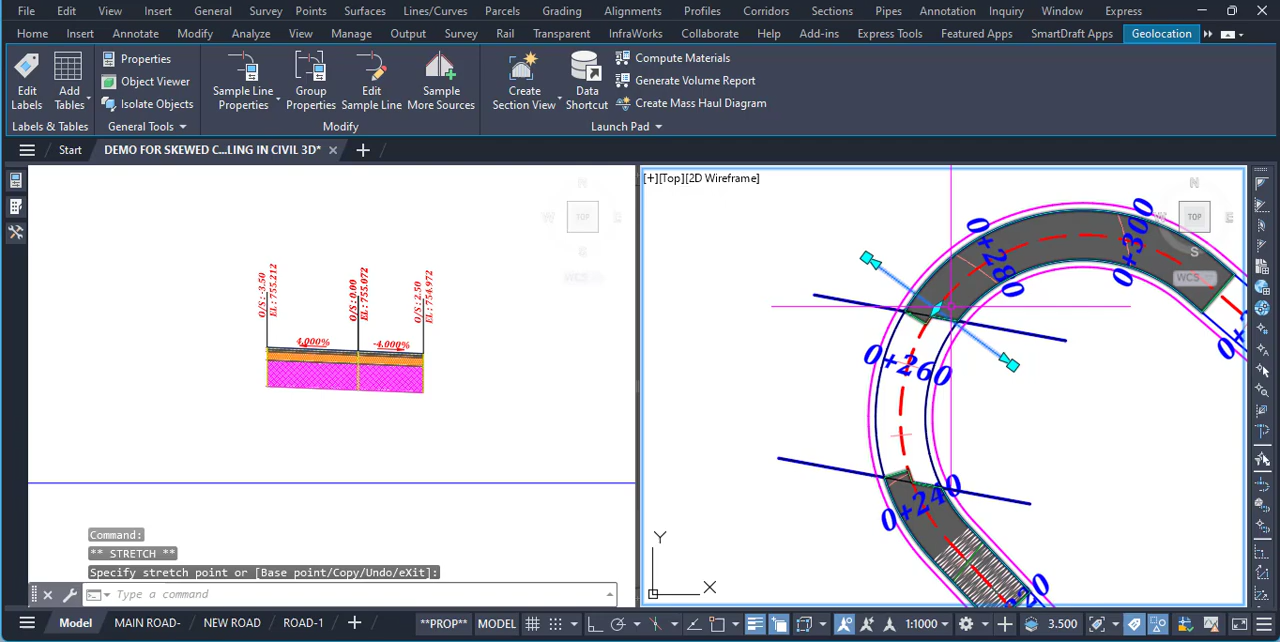 File Edit View Insert General Survey Points Surfaces Lines/Curves Parcels Grading Alignments Profiles Corridors Sections Pipes Annotation Inquiry Window Express
Home Insert Annotate Modify Analyze View Manage Output Survey Rail Transparent InfraWorks Collaborate Help Add-ins Express Tools Featured Apps SmartDraft Apps Geolocation
Edit Labels
Add Tables
Properties
Object Viewer
Isolate Objects
Sample Line Properties
Group Properties
Edit Sample Line
Sample More Sources
Create Section View
Data Shortcut
Compute Materials
Generate Volume Report
Create Mass Haul Diagram
Labels & Tables
General Tools
Modify
Launch Pad
Start
DEMO FOR SKEWED C...LING IN CIVIL 3D*
[+][Top][2D Wireframe]
N
TOP
N
TOP
E
S
WCS
O/S : -3.50
EL : 755.212
O/S : 0.00
EL : 755.072
O/S : 2.50
EL : 754.972
4.000%
-4.000%
0+300
0+280
0+260
0+240
Y
X
Command:
** STRETCH **
Specify stretch point or [Base point/Copy/Undo/eXit]:
Type a command
Model MAIN ROAD- NEW ROAD ROAD-1
**PROP** MODEL 1:1000 3.500